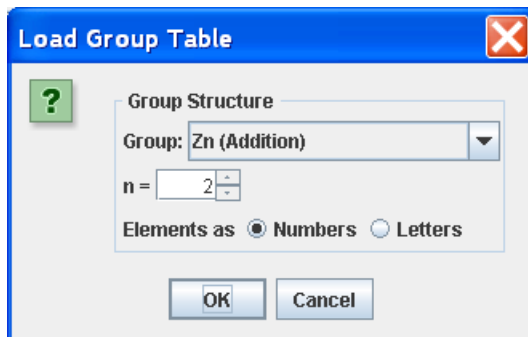 Load Group Table
?
Group Structure
Group: Zn (Addition)
n = 2
Elements as Numbers Letters
OK Cancel